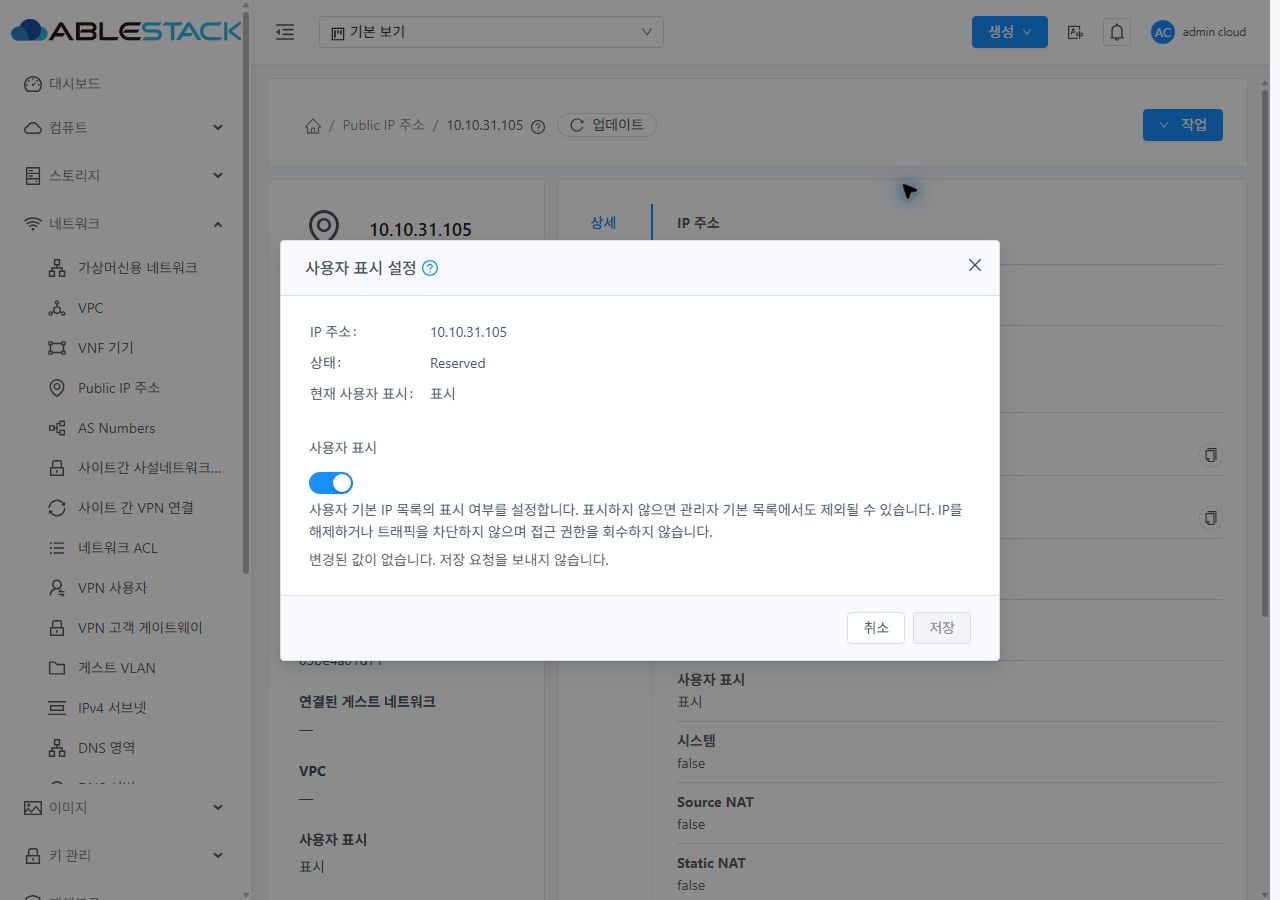 ABLESTACK
기본 보기
생성
AC
admin cloud
대시보드
컴퓨트
스토리지
네트워크
가상머신용 네트워크
VPC
VNF 기기
Public IP 주소
AS Numbers
사이트간 사설네트워크...
사이트 간 VPN 연결
네트워크 ACL
VPN 사용자
VPN 고객 게이트웨이
게스트 VLAN
IPv4 서브넷
DNS 영역
이미지
키 관리
/ Public IP 주소 / 10.10.31.105
업데이트
작업
10.10.31.105
상세
IP 주소
사용자 표시 설정
IP 주소:
10.10.31.105
상태:
Reserved
현재 사용자 표시:
표시
사용자 표시
사용자 기본 IP 목록의 표시 여부를 설정합니다. 표시하지 않으면 관리자 기본 목록에서도 제외될 수 있습니다. IP를
해제하거나 트래픽을 차단하지 않으며 접근 권한을 회수하지 않습니다.
변경된 값이 없습니다. 저장 요청을 보내지 않습니다.
취소
저장
연결된 게스트 네트워크
—
VPC
—
사용자 표시
표시
사용자 표시
표시
시스템
false
Source NAT
false
Static NAT
false